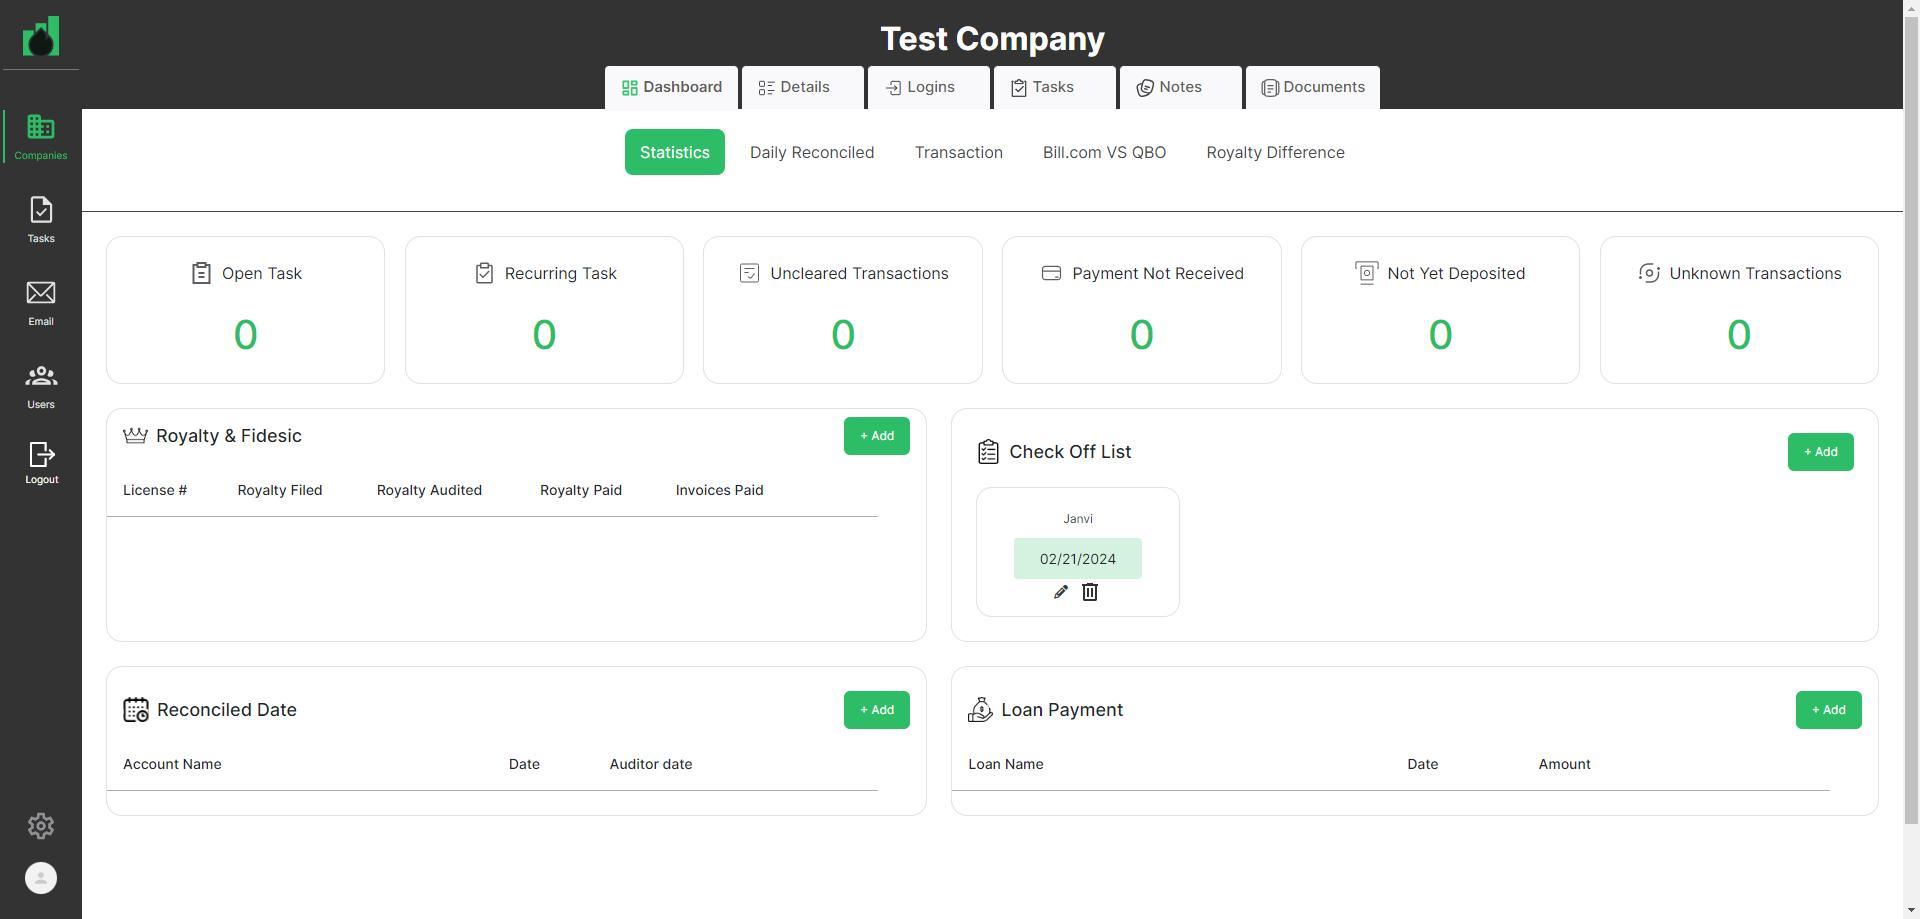 Test Company
Dashboard Details Logins Tasks Notes Documents
Companies
Tasks
Email
Users
Logout
Statistics Daily Reconciled Transaction Bill.com VS QBO Royalty Difference
Open Task
0
Recurring Task
0
Uncleared Transactions
0
Payment Not Received
0
Not Yet Deposited
0
Unknown Transactions
0
Royalty & Fidesic
+ Add
License # Royalty Filed Royalty Audited Royalty Paid Invoices Paid
Check Off List
+ Add
Janvi
02/21/2024
Reconciled Date
+ Add
Account Name Date Auditor date
Loan Payment
+ Add
Loan Name Date Amount